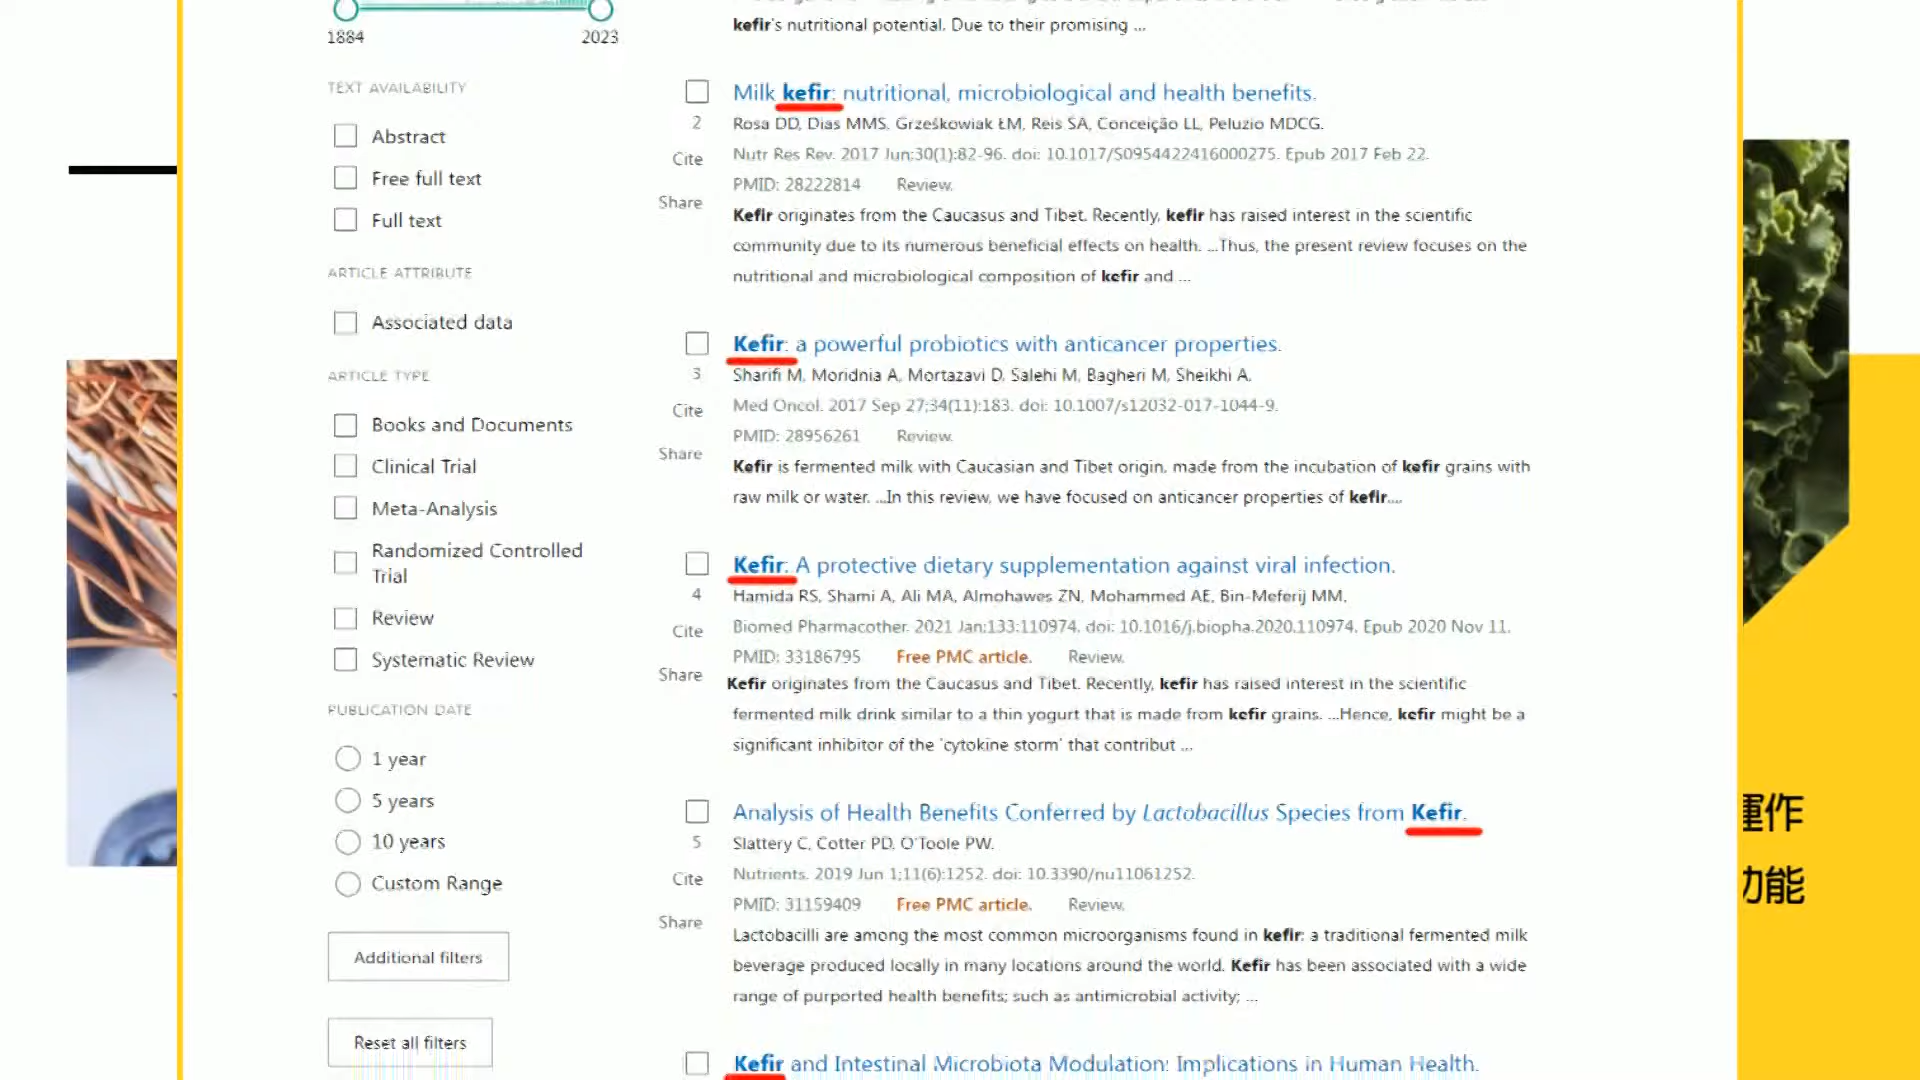 1884
2023
TEXT AVAILABILITY
Abstract
Free full text
Full text
ARTICLE ATTRIBUTE
Associated data
ARTICLE TYPE
Books and Documents
Clinical Trial
Meta-Analysis
Randomized Controlled
Trial
Review
Systematic Review
PUBLICATION DATE
1 year
5 years
10 years
Custom Range
Additional filters
Reset all filters
kefir's nutritional potential. Due to their promising ...
Milk kefir: nutritional, microbiological and health benefits.
2
Rosa DD, Dias MMS, Grześkowiak ŁM, Reis SA, Conceição LL, Peluzio MDCG.
Cite
Nutr Res Rev. 2017 Jun;30(1):82-96. doi: 10.1017/S0954422416000275. Epub 2017 Feb 22.
PMID: 28222814 Review.
Share
Kefir originates from the Caucasus and Tibet. Recently, kefir has raised interest in the scientific
community due to its numerous beneficial effects on health. ...Thus, the present review focuses on the
nutritional and microbiological composition of kefir and ...
Kefir: a powerful probiotics with anticancer properties.
3
Sharifi M, Moridnia A, Mortazavi D, Salehi M, Bagheri M, Sheikhi A.
Cite
Med Oncol. 2017 Sep 27;34(11):183. doi: 10.1007/s12032-017-1044-9.
PMID: 28956261 Review.
Share
Kefir is fermented milk with Caucasian and Tibet origin, made from the incubation of kefir grains with
raw milk or water. ...In this review, we have focused on anticancer properties of kefir....
Kefir: A protective dietary supplementation against viral infection.
4
Hamida RS, Shami A, Ali MA, Almohawes ZN, Mohammed AE, Bin-Meferij MM.
Cite
Biomed Pharmacother. 2021 Jan;133:110974. doi: 10.1016/j.biopha.2020.110974. Epub 2020 Nov 11.
PMID: 33186795 Free PMC article. Review.
Share
Kefir originates from the Caucasus and Tibet. Recently, kefir has raised interest in the scientific
fermented milk drink similar to a thin yogurt that is made from kefir grains. ...Hence, kefir might be a
significant inhibitor of the 'cytokine storm' that contribut ...
Analysis of Health Benefits Conferred by Lactobacillus Species from Kefir.
5
Slattery C, Cotter PD, O'Toole PW.
Cite
Nutrients. 2019 Jun 1;11(6):1252. doi: 10.3390/nu11061252.
PMID: 31159409 Free PMC article. Review.
Share
Lactobacilli are among the most common microorganisms found in kefir; a traditional fermented milk
beverage produced locally in many locations around the world. Kefir has been associated with a wide
range of purported health benefits; such as antimicrobial activity; ...
Kefir and Intestinal Microbiota Modulation: Implications in Human Health.
運作
功能